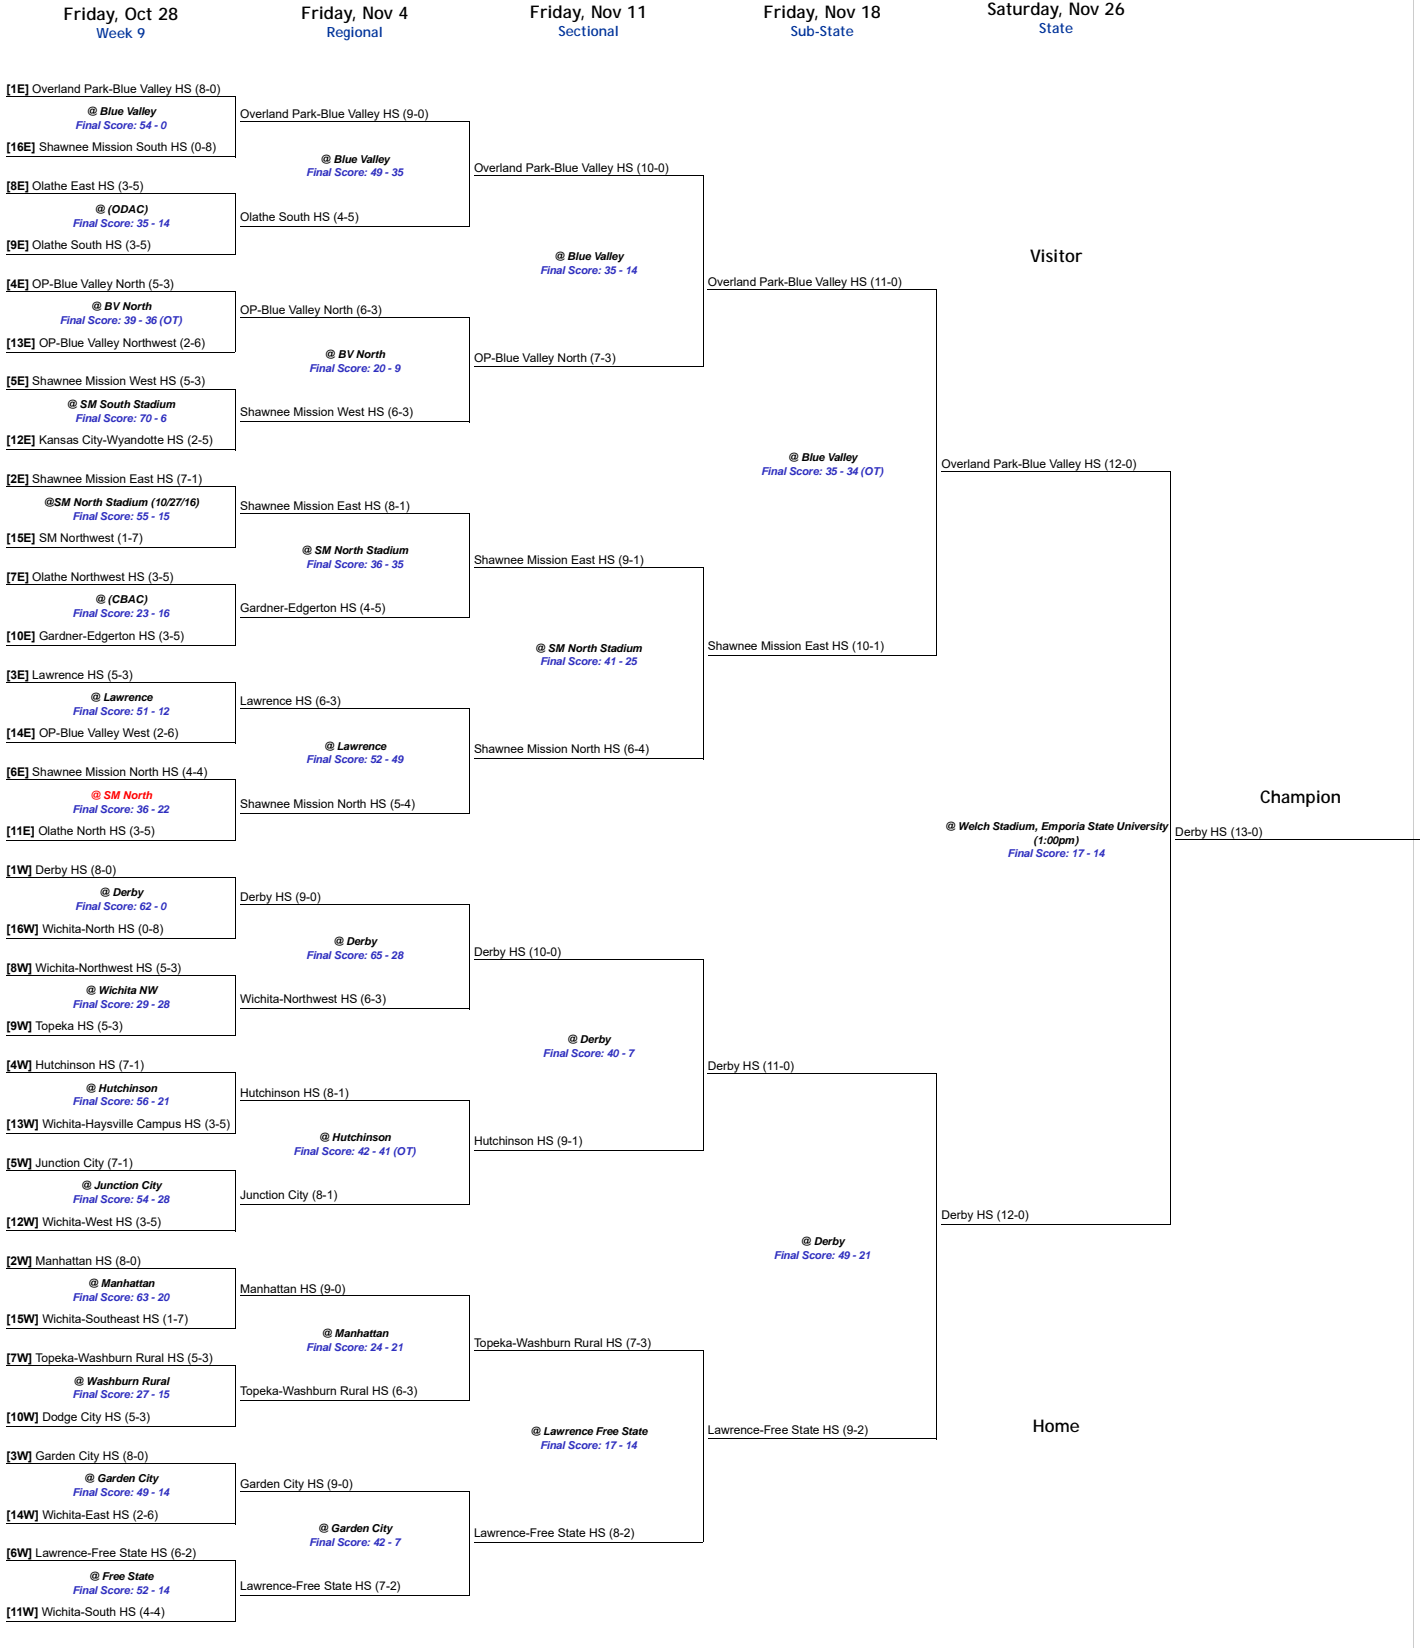 Friday, Oct 28
Week 9
Friday, Nov 4
Regional
Friday, Nov 11
Sectional
Friday, Nov 18
Sub-State
Saturday, Nov 26
State
[1E] Overland Park-Blue Valley HS (8-0)
@ Blue Valley
Final Score: 54 - 0
[16E] Shawnee Mission South HS (0-8)
[8E] Olathe East HS (3-5)
@ (ODAC)
Final Score: 35 - 14
[9E] Olathe South HS (3-5)
[4E] OP-Blue Valley North (5-3)
@ BV North
Final Score: 39 - 36 (OT)
[13E] OP-Blue Valley Northwest (2-6)
[5E] Shawnee Mission West HS (5-3)
@ SM South Stadium
Final Score: 70 - 6
[12E] Kansas City-Wyandotte HS (2-5)
[2E] Shawnee Mission East HS (7-1)
@SM North Stadium (10/27/16)
Final Score: 55 - 15
[15E] SM Northwest (1-7)
[7E] Olathe Northwest HS (3-5)
@ (CBAC)
Final Score: 23 - 16
[10E] Gardner-Edgerton HS (3-5)
[3E] Lawrence HS (5-3)
@ Lawrence
Final Score: 51 - 12
[14E] OP-Blue Valley West (2-6)
[6E] Shawnee Mission North HS (4-4)
@ SM North
Final Score: 36 - 22
[11E] Olathe North HS (3-5)
[1W] Derby HS (8-0)
@ Derby
Final Score: 62 - 0
[16W] Wichita-North HS (0-8)
[8W] Wichita-Northwest HS (5-3)
@ Wichita NW
Final Score: 29 - 28
[9W] Topeka HS (5-3)
[4W] Hutchinson HS (7-1)
@ Hutchinson
Final Score: 56 - 21
[13W] Wichita-Haysville Campus HS (3-5)
[5W] Junction City (7-1)
@ Junction City
Final Score: 54 - 28
[12W] Wichita-West HS (3-5)
[2W] Manhattan HS (8-0)
@ Manhattan
Final Score: 63 - 20
[15W] Wichita-Southeast HS (1-7)
[7W] Topeka-Washburn Rural HS (5-3)
@ Washburn Rural
Final Score: 27 - 15
[10W] Dodge City HS (5-3)
[3W] Garden City HS (8-0)
@ Garden City
Final Score: 49 - 14
[14W] Wichita-East HS (2-6)
[6W] Lawrence-Free State HS (6-2)
@ Free State
Final Score: 52 - 14
[11W] Wichita-South HS (4-4)
Overland Park-Blue Valley HS (9-0)
@ Blue Valley
Final Score: 49 - 35
Olathe South HS (4-5)
OP-Blue Valley North (6-3)
@ BV North
Final Score: 20 - 9
Shawnee Mission West HS (6-3)
Shawnee Mission East HS (8-1)
@ SM North Stadium
Final Score: 36 - 35
Gardner-Edgerton HS (4-5)
Lawrence HS (6-3)
@ Lawrence
Final Score: 52 - 49
Shawnee Mission North HS (5-4)
Derby HS (9-0)
@ Derby
Final Score: 65 - 28
Wichita-Northwest HS (6-3)
Hutchinson HS (8-1)
@ Hutchinson
Final Score: 42 - 41 (OT)
Junction City (8-1)
Manhattan HS (9-0)
@ Manhattan
Final Score: 24 - 21
Topeka-Washburn Rural HS (6-3)
Garden City HS (9-0)
@ Garden City
Final Score: 42 - 7
Lawrence-Free State HS (7-2)
Overland Park-Blue Valley HS (10-0)
@ Blue Valley
Final Score: 35 - 14
OP-Blue Valley North (7-3)
Shawnee Mission East HS (9-1)
@ SM North Stadium
Final Score: 41 - 25
Shawnee Mission North HS (6-4)
Derby HS (10-0)
@ Derby
Final Score: 40 - 7
Hutchinson HS (9-1)
Topeka-Washburn Rural HS (7-3)
@ Lawrence Free State
Final Score: 17 - 14
Lawrence-Free State HS (8-2)
Overland Park-Blue Valley HS (11-0)
@ Blue Valley
Final Score: 35 - 34 (OT)
Shawnee Mission East HS (10-1)
Derby HS (11-0)
@ Derby
Final Score: 49 - 21
Lawrence-Free State HS (9-2)
Visitor
Overland Park-Blue Valley HS (12-0)
@ Welch Stadium, Emporia State University
(1:00pm)
Final Score: 17 - 14
Derby HS (12-0)
Home
Champion
Derby HS (13-0)